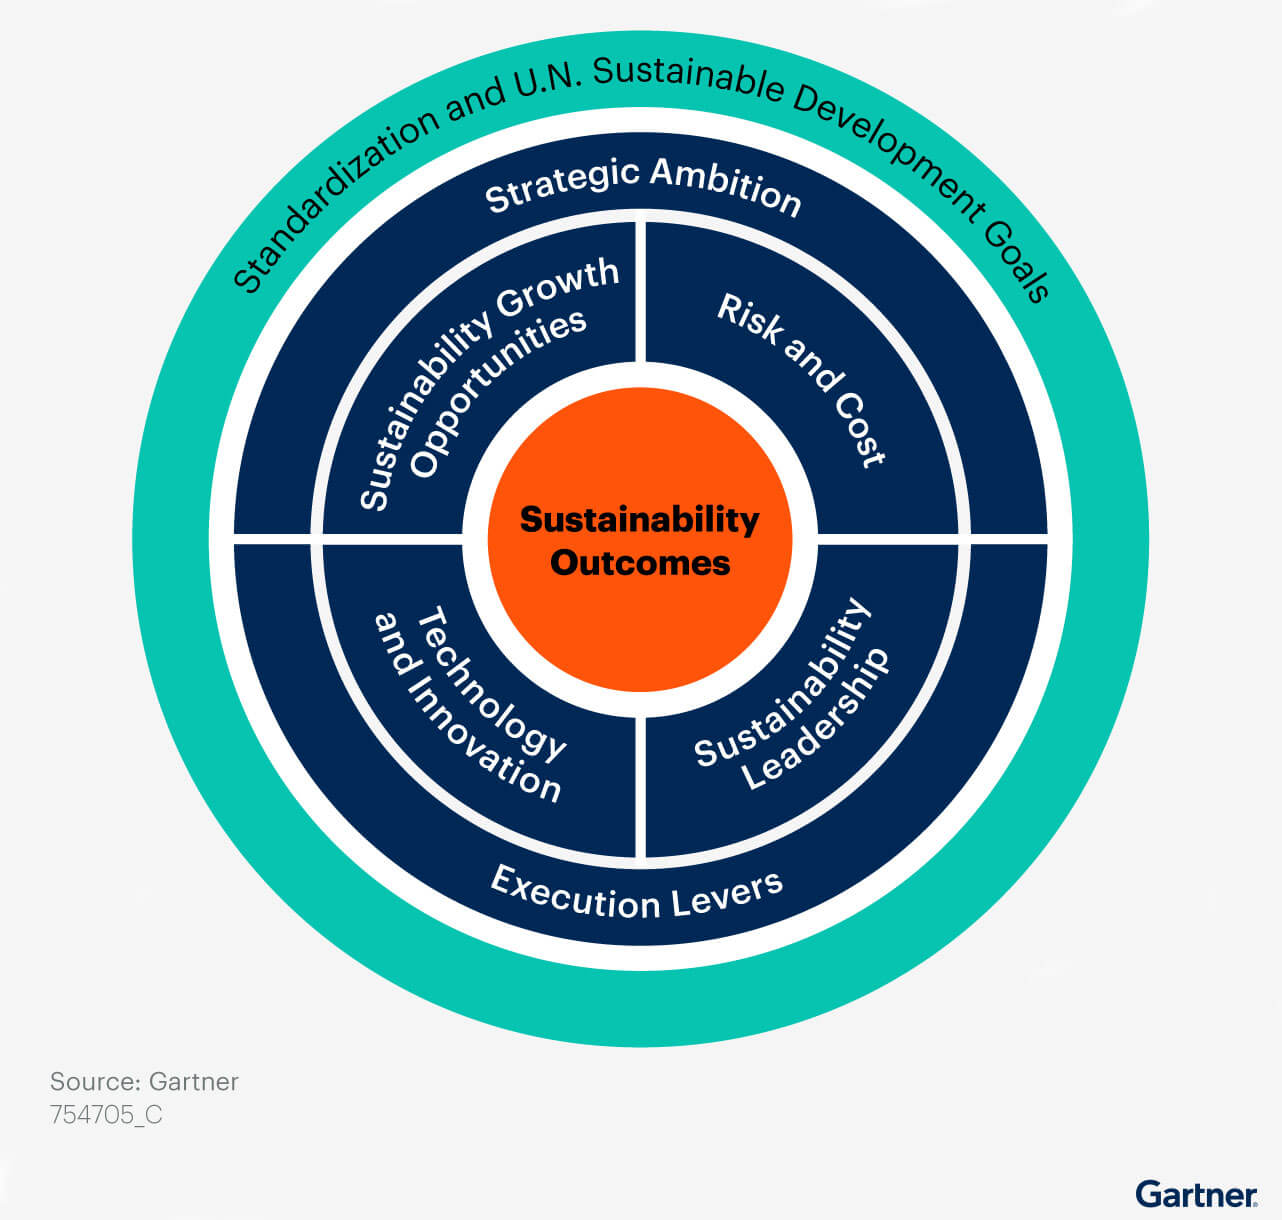 Standardization and U.N. Sustainable Development Goals
Strategic Ambition
Sustainability Growth
Opportunities
Risk and Cost
Sustainability
Outcomes
Technology
and Innovation
Sustainability
Leadership
Execution Levers
Source: Gartner
754705_C
Gartner®